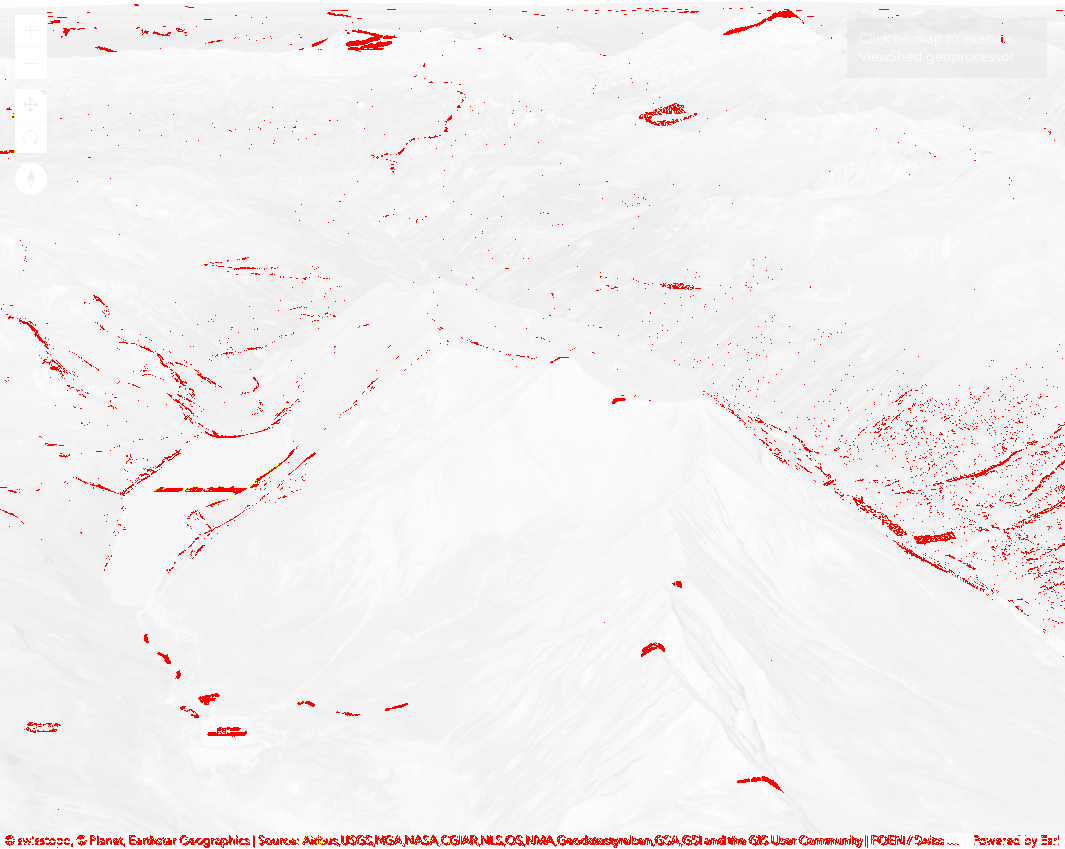 Click on map to execute
ViewShed geoprocessor
© swisstopo, © Planet, Earthstar Geographics | Source: Airbus,USGS,NGA,NASA,CGIAR,NLS,OS,NMA,Geodatastyrelsen,GSA,GSI and the GIS User Community | POENI / Swiss ... Powered by Esri